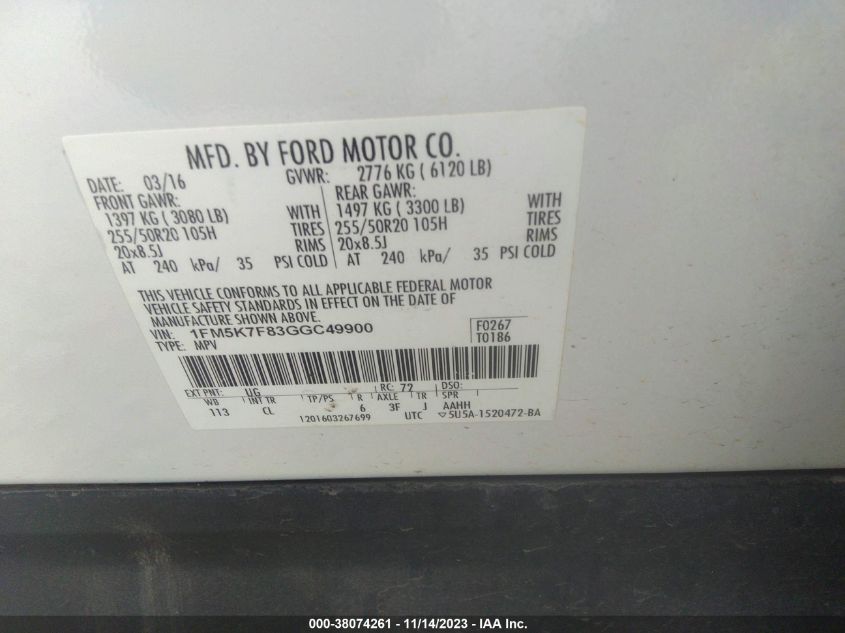 MFD. BY FORD MOTOR CO.
DATE: 03/16 GVWR: 2776 KG ( 6120 LB)
FRONT GAWR: REAR GAWR:
1397 KG ( 3080 LB) WITH 1497 KG ( 3300 LB) WITH
255/50R20 105H TIRES 255/50R20 105H TIRES
20x8.5J RIMS 20x8.5J RIMS
AT 240 kPa/ 35 PSI COLD AT 240 kPa/ 35 PSI COLD
THIS VEHICLE CONFORMS TO ALL APPLICABLE FEDERAL MOTOR
VEHICLE SAFETY STANDARDS IN EFFECT ON THE DATE OF
MANUFACTURE SHOWN ABOVE.
VIN: 1FM5K7F83GGC49900 F0267
TYPE: MPV T0186
EXT PNT: UG RC: 72 DSO:
WB INT TR TP/PS R AXLE TR SPR
113 CL 6 3F J AAHH
1201603267699 UTC ▽5U5A-1520472-BA
000-38074261 - 11/14/2023 - IAA Inc.